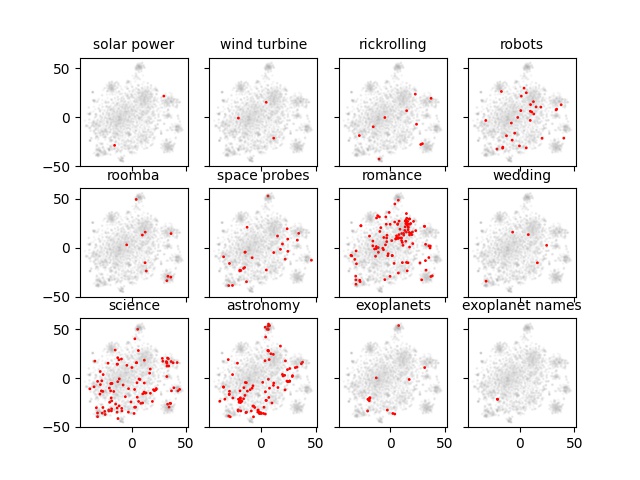 solar power wind turbine rickrolling robots
50
0
−50
roomba space probes romance wedding
50
0
−50
science astronomy exoplanets exoplanet names
50
0
−50
0 50 0 50 0 50 0 50